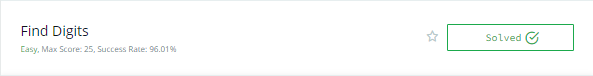 Find Digits
Solved
Easy, Max Score: 25, Success Rate: 96.01%